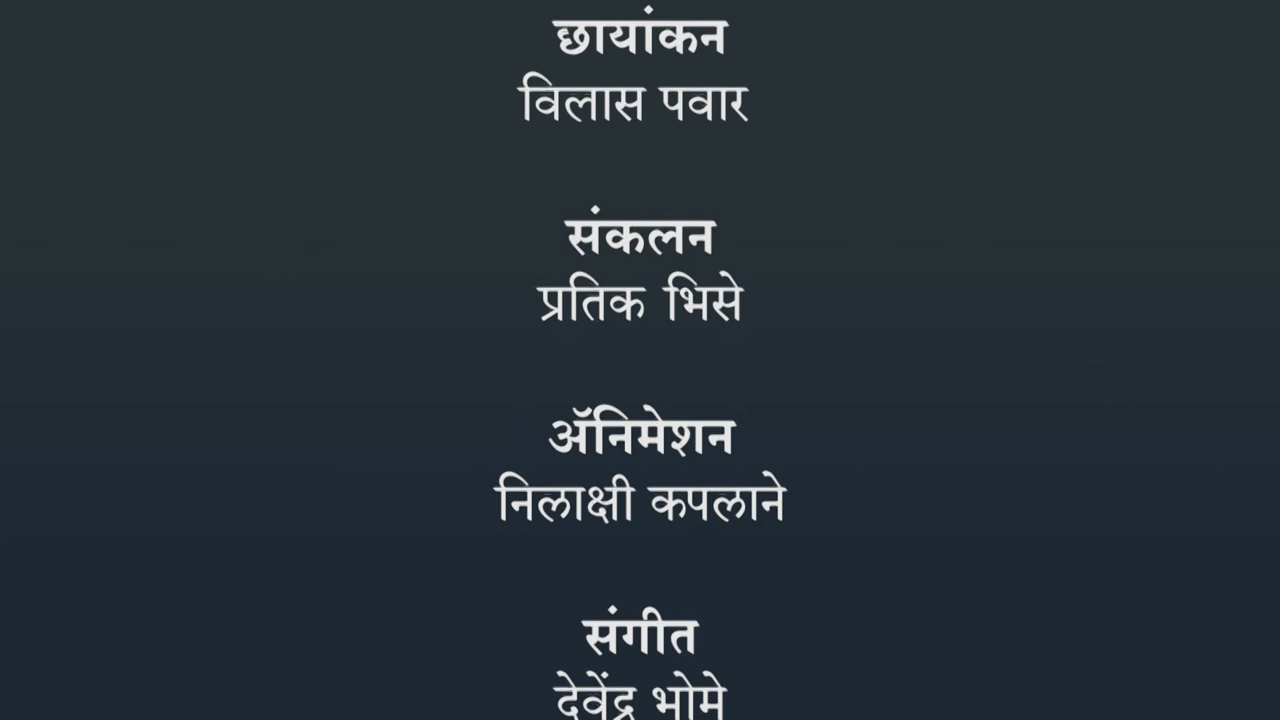 छायांकन
विलास पवार
संकलन
प्रतिक भिसे
ॲनिमेशन
निलाक्षी कपलाने
संगीत
देवेंद्र भोमे